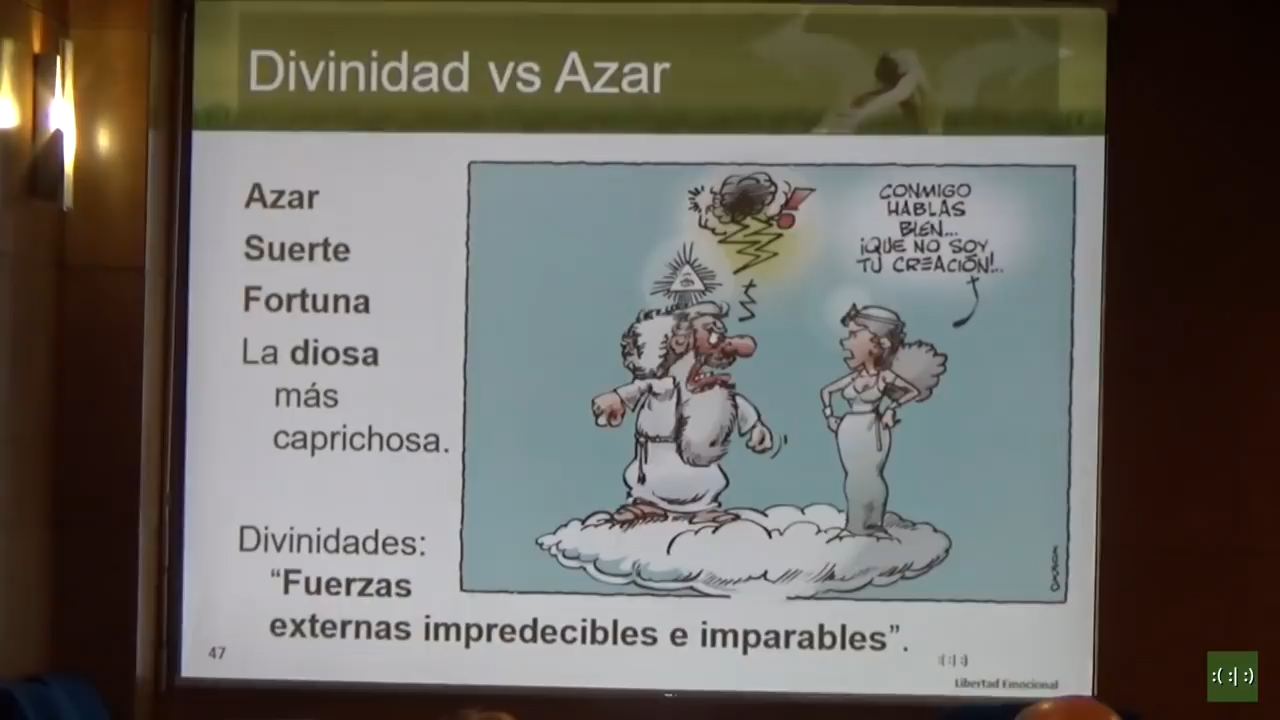 Divinidad vs Azar
Azar
Suerte
Fortuna
La diosa
más
caprichosa.
CONMIGO
HABLAS
BIEN...
¡QUE NO SOY
TU CREACIÓN!..
Divinidades:
“Fuerzas
externas impredecibles e imparables”.
47
:( :| :)
Libertad Emocional
:( :| :)